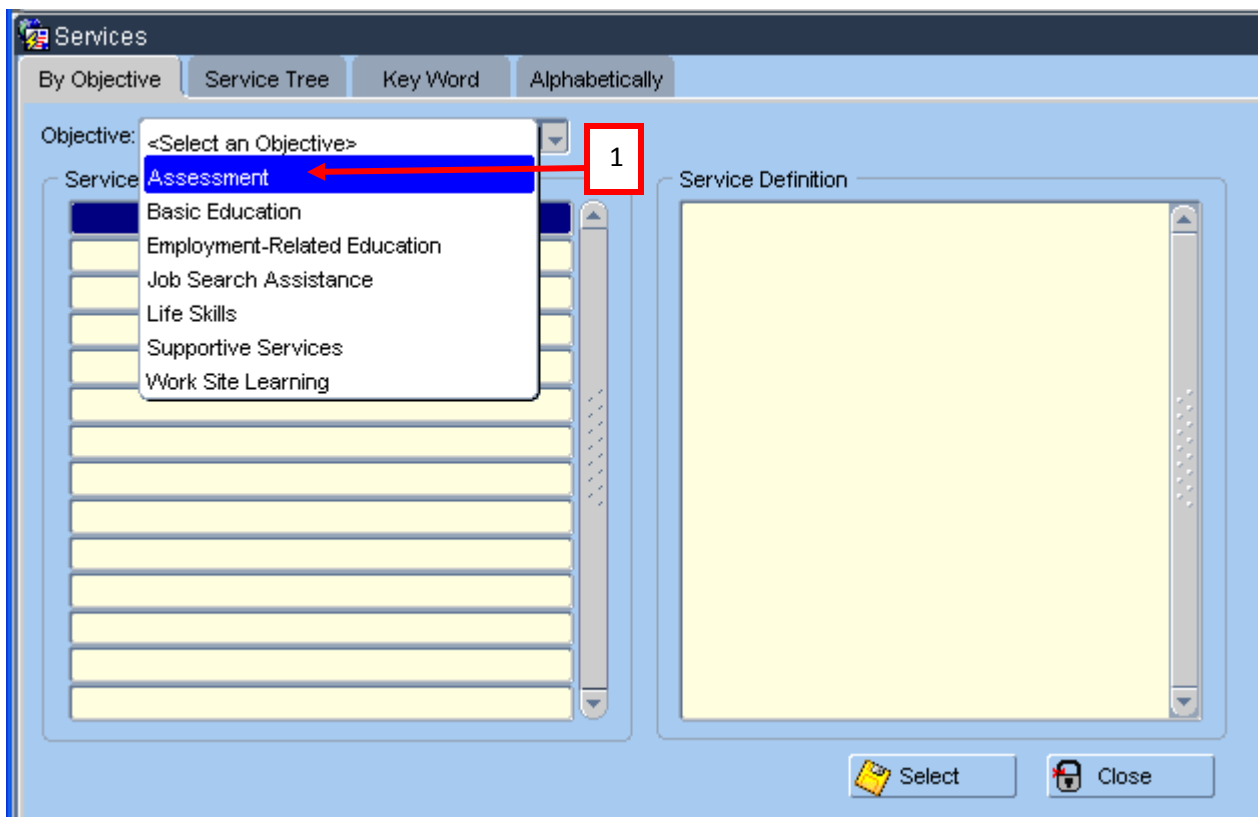 Services
By Objective Service Tree Key Word Alphabetically
Objective: <Select an Objective>
1
Service Assessment
Service Definition
Basic Education
Employment-Related Education
Job Search Assistance
Life Skills
Supportive Services
Work Site Learning
Select Close